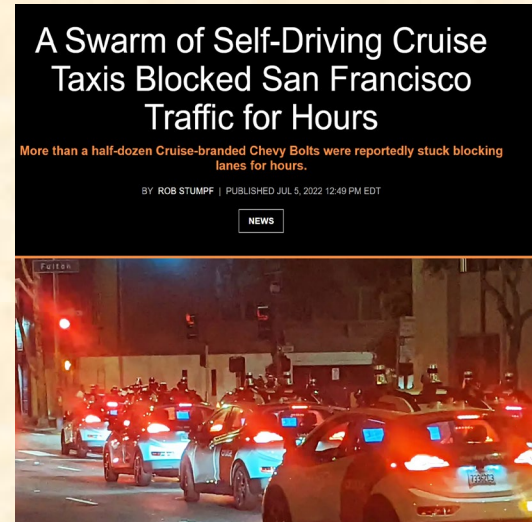 A Swarm of Self-Driving Cruise
Taxis Blocked San Francisco
Traffic for Hours
More than a half-dozen Cruise-branded Chevy Bolts were reportedly stuck blocking
lanes for hours.
BY ROB STUMPF | PUBLISHED JUL 5, 2022 12:49 PM EDT
NEWS
Fulton